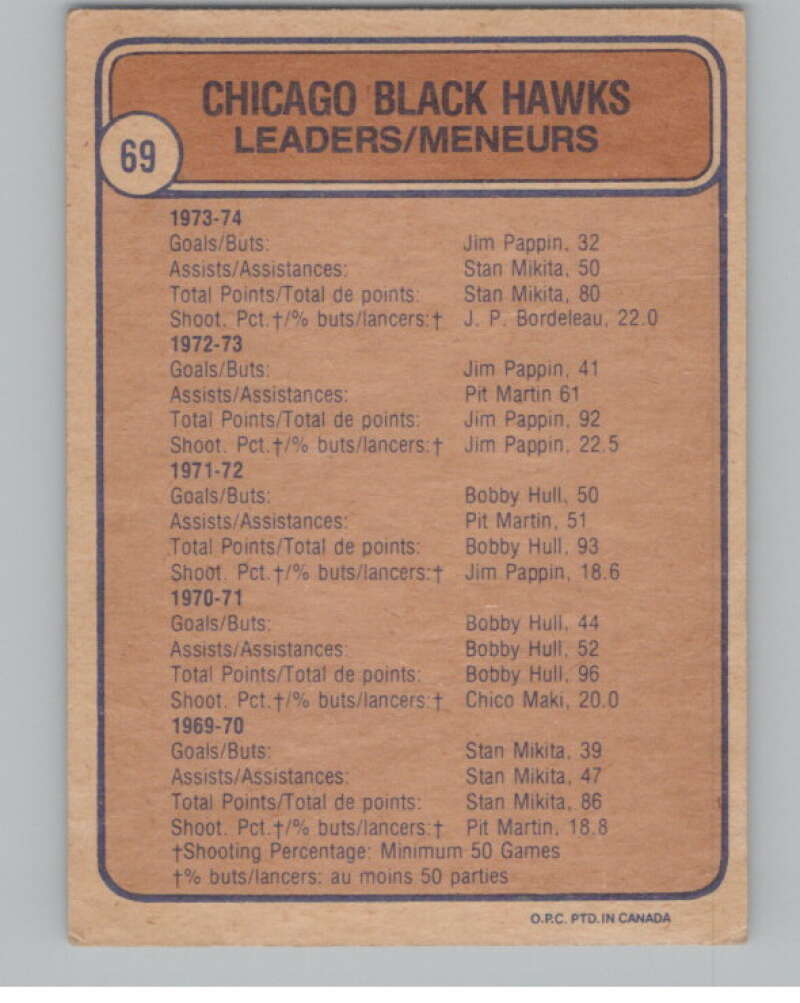 CHICAGO BLACK HAWKS
LEADERS/MENEURS
69
1973-74
Goals/Buts: Jim Pappin, 32
Assists/Assistances: Stan Mikita, 50
Total Points/Total de points: Stan Mikita, 80
Shoot. Pct.†/% buts/lancers:† J. P. Bordeleau, 22.0
1972-73
Goals/Buts: Jim Pappin, 41
Assists/Assistances: Pit Martin 61
Total Points/Total de points: Jim Pappin, 92
Shoot. Pct.†/% buts/lancers:† Jim Pappin, 22.5
1971-72
Goals/Buts: Bobby Hull, 50
Assists/Assistances: Pit Martin, 51
Total Points/Total de points: Bobby Hull, 93
Shoot. Pct.†/% buts/lancers:† Jim Pappin, 18.6
1970-71
Goals/Buts: Bobby Hull, 44
Assists/Assistances: Bobby Hull, 52
Total Points/Total de points: Bobby Hull, 96
Shoot. Pct.†/% buts/lancers:† Chico Maki, 20.0
1969-70
Goals/Buts: Stan Mikita, 39
Assists/Assistances: Stan Mikita, 47
Total Points/Total de points: Stan Mikita, 86
Shoot. Pct.†/% buts/lancers:† Pit Martin, 18.8
†Shooting Percentage: Minimum 50 Games
†% buts/lancers: au moins 50 parties
O.P.C. PTD. IN CANADA